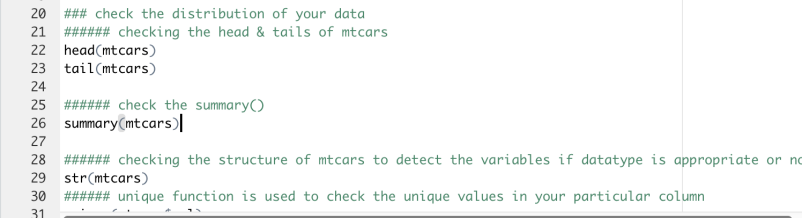 20 ### check the distribution of your data
21 ###### checking the head & tails of mtcars
22 head(mtcars)
23 tail(mtcars)
24
25 ###### check the summary()
26 summary(mtcars)
27
28 ###### checking the structure of mtcars to detect the variables if datatype is appropriate or
29 str(mtcars)
30 ###### unique function is used to check the unique values in your particular column
31